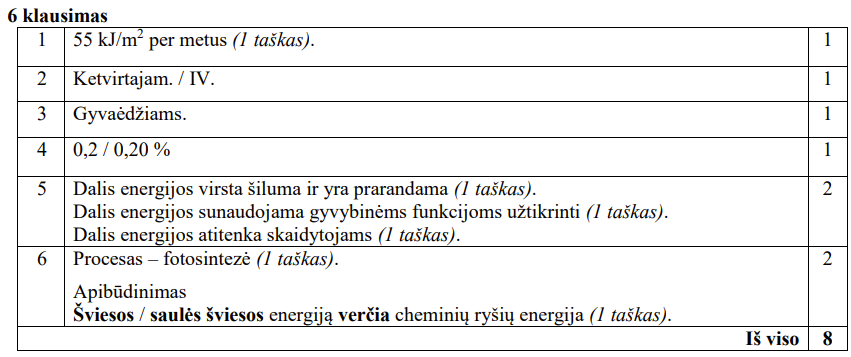 6 klausimas
1 55 kJ/m² per metus (1 taškas). 1
2 Ketvirtajam. / IV. 1
3 Gyvaėdžiams. 1
4 0,2 / 0,20 % 1
5 Dalis energijos virsta šiluma ir yra prarandama (1 taškas). 2
Dalis energijos sunaudojama gyvybinėms funkcijoms užtikrinti (1 taškas).
Dalis energijos atitenka skaidytojams (1 taškas).
6 Procesas – fotosintezė (1 taškas). 2
Apibūdinimas
Šviesos / saulės šviesos energiją verčia cheminių ryšių energija (1 taškas).
Iš viso 8